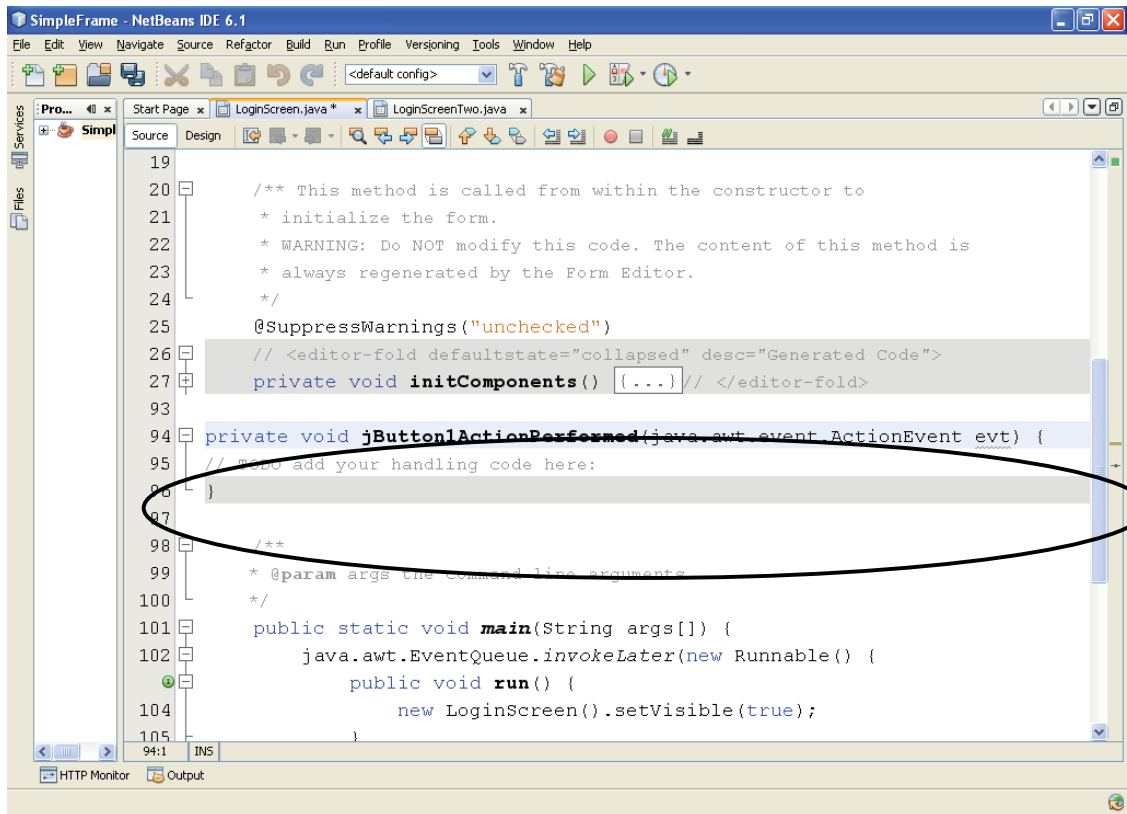 SimpleFrame - NetBeans IDE 6.1
File Edit View Navigate Source Refactor Build Run Profile Versioning Tools Window Help
<default config>
Services
Files
Pro...
Start Page LoginScreen.java * LoginScreenTwo.java
Simpl
Source Design
19
20 /** This method is called from within the constructor to
21 * initialize the form.
22 * WARNING: Do NOT modify this code. The content of this method is
23 * always regenerated by the Form Editor.
24 */
25 @SuppressWarnings("unchecked")
26 // <editor-fold defaultstate="collapsed" desc="Generated Code">
27 private void initComponents() {...}// </editor-fold>
93
94 private void jButton1ActionPerformed(java.awt.event.ActionEvent evt) {
95 // TODO add your handling code here:
96 }
97
98 /**
99 * @param args the command line arguments
100 */
101 public static void main(String args[]) {
102 java.awt.EventQueue.invokeLater(new Runnable() {
public void run() {
104 new LoginScreen().setVisible(true);
105 }
94:1 INS
HTTP Monitor Output